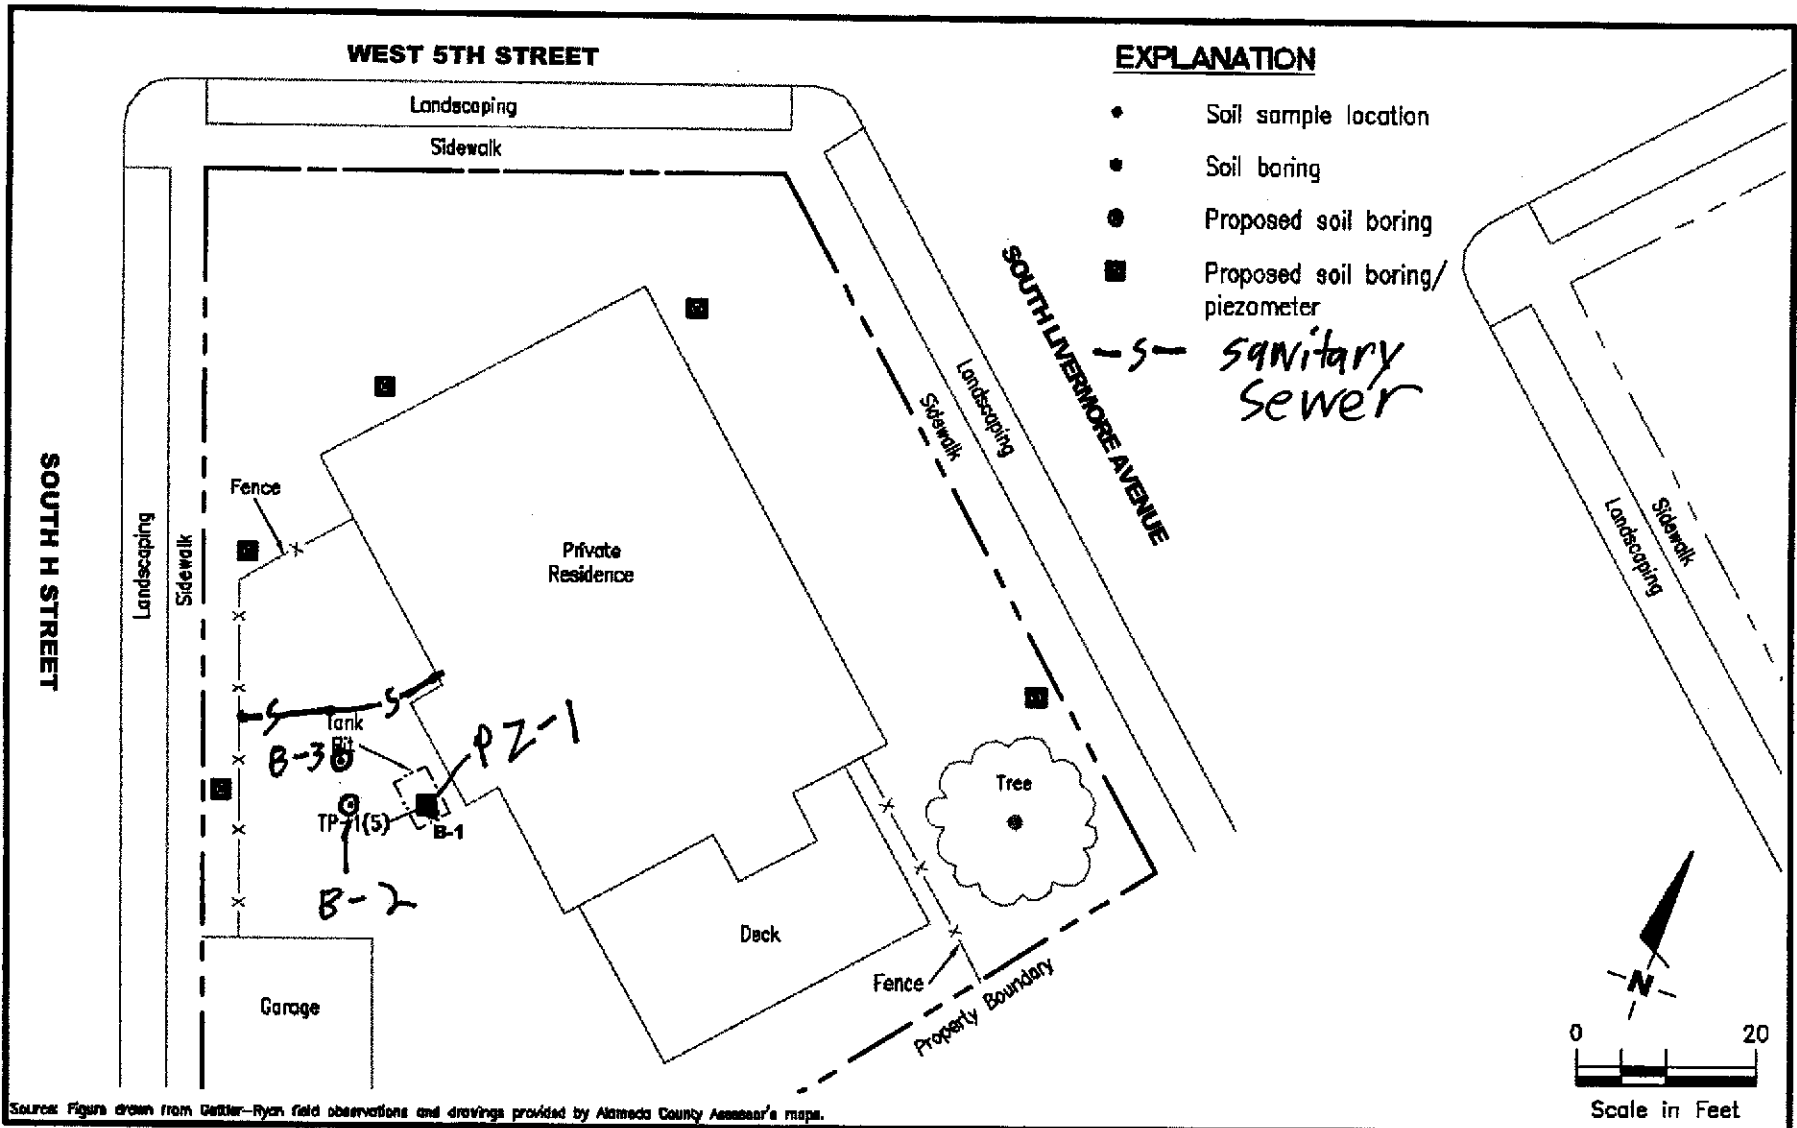 WEST 5TH STREET
Landscaping
Sidewalk
EXPLANATION
Soil sample location
Soil boring
Proposed soil boring
Proposed soil boring/
piezometer
-S- sanitary
sewer
SOUTH LIVERMORE AVENUE
Landscaping
Sidewalk
SOUTH H STREET
Landscaping
Sidewalk
Fence
Private
Residence
Landscaping
Sidewalk
S S
Tank
Pit
B-3
PZ-1
TP-1(5)
B-1
B-2
Tree
Deck
Fence
Property Boundary
Garage
N
0 20
Scale in Feet
Source: Figure drawn from Gettler-Ryan field observations and drawings provided by Alameda County Assessor's maps.